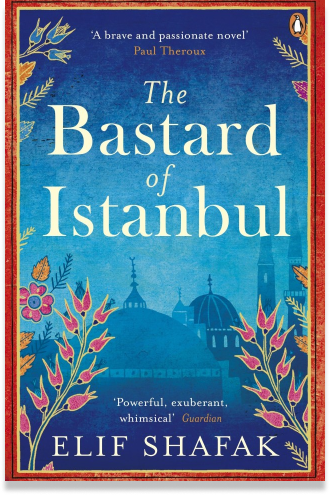 ‘A brave and passionate novel’
Paul Theroux
The
Bastard
of
Istanbul
‘Powerful, exuberant,
whimsical’ Guardian
ELIF SHAFAK